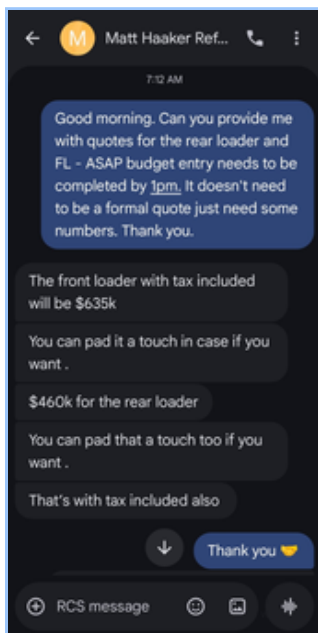 Matt Haaker Ref...
7:12 AM
Good morning. Can you provide me
with quotes for the rear loader and
FL - ASAP budget entry needs to be
completed by 1pm. It doesn't need
to be a formal quote just need some
numbers. Thank you.
The front loader with tax included
will be $635k
You can pad it a touch in case if you
want .
$460k for the rear loader
You can pad that a touch too if you
want .
That's with tax included also
Thank you 🤝
RCS message